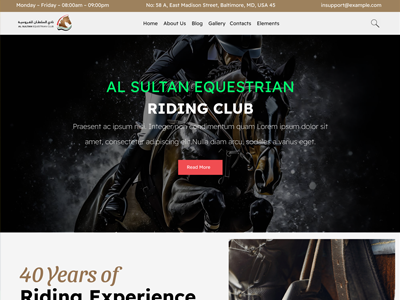 Monday – Friday – 08:00am – 09:00pm
No: 58 A, East Madison Street, Baltimore, MD, USA 45
Insupport@example.com
نادي السلطان للفروسية
AL SULTAN EQUESTRIAN CLUB
Home About Us Blog Gallery Contacts Elements
AL SULTAN EQUESTRIAN
RIDING CLUB
Praesent ac ipsum nisi. Integer non condimentum quam Lorem ipsum dolor sit
amet, consectetur adipiscing elit.Nulla diam arcu, sodales a varius eget.
Read More
40 Years of
Riding Experience